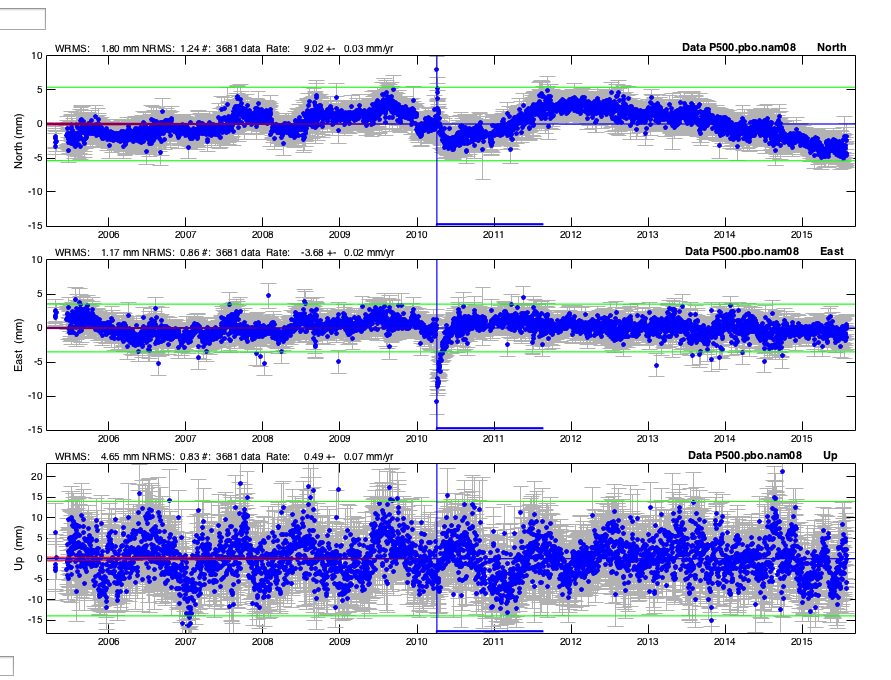 WRMS: 1.80 mm NRMS: 1.24 #: 3681 data Rate: 9.02 +- 0.03 mm/yr Data P500.pbo.nam08 North
10
5
0
-5
-10
-15
North (mm)
2006 2007 2008 2009 2010 2011 2012 2013 2014 2015
WRMS: 1.17 mm NRMS: 0.86 #: 3681 data Rate: -3.68 +- 0.02 mm/yr Data P500.pbo.nam08 East
10
5
0
-5
-10
-15
East (mm)
2006 2007 2008 2009 2010 2011 2012 2013 2014 2015
WRMS: 4.65 mm NRMS: 0.83 #: 3681 data Rate: 0.49 +- 0.07 mm/yr Data P500.pbo.nam08 Up
20
15
10
5
0
-5
-10
-15
Up (mm)
2006 2007 2008 2009 2010 2011 2012 2013 2014 2015